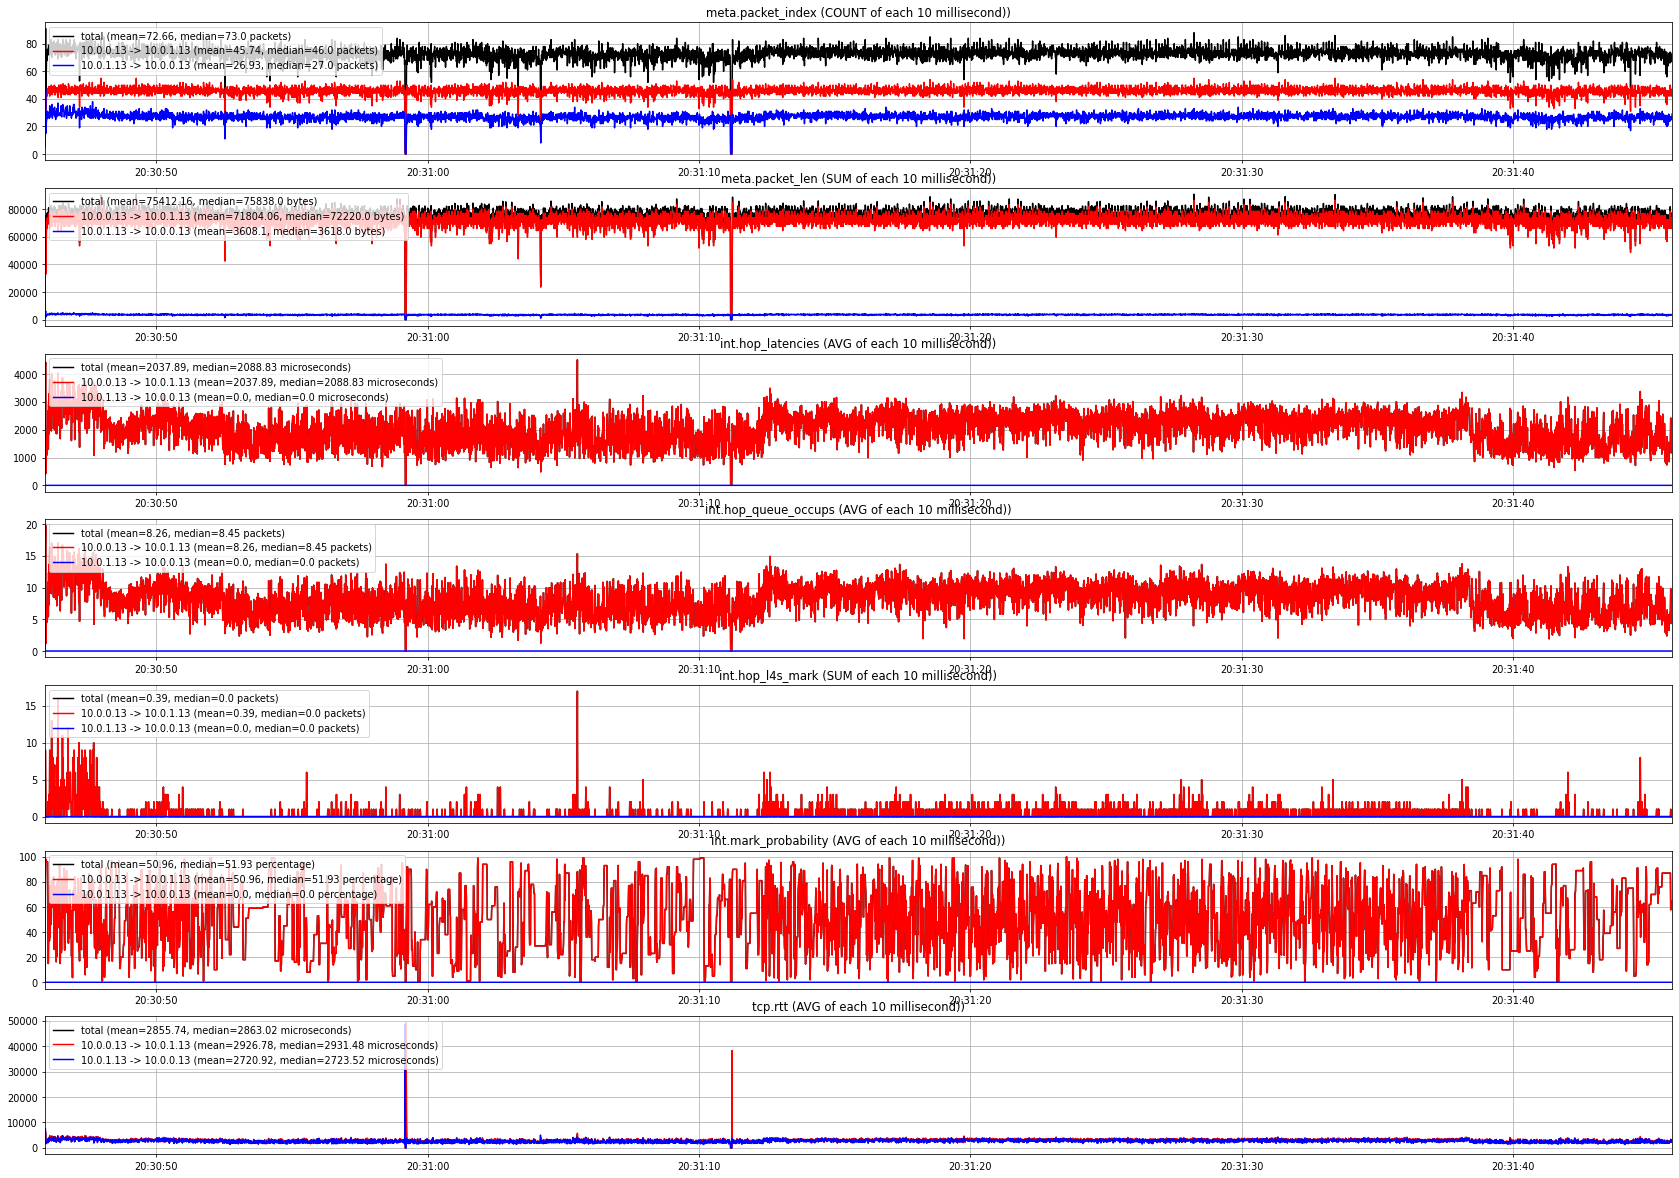 meta.packet_index (COUNT of each 10 millisecond))
total (mean=72.66, median=73.0 packets)
10.0.0.13 -> 10.0.1.13 (mean=45.74, median=46.0 packets)
10.0.1.13 -> 10.0.0.13 (mean=26.93, median=27.0 packets)
80
60
40
20
0
20:30:50 20:31:00 20:31:10 20:31:20 20:31:30 20:31:40
meta.packet_len (SUM of each 10 millisecond))
total (mean=75412.16, median=75838.0 bytes)
10.0.0.13 -> 10.0.1.13 (mean=71804.06, median=72220.0 bytes)
10.0.1.13 -> 10.0.0.13 (mean=3608.1, median=3618.0 bytes)
80000
60000
40000
20000
0
20:30:50 20:31:00 20:31:10 20:31:20 20:31:30 20:31:40
int.hop_latencies (AVG of each 10 millisecond))
total (mean=2037.89, median=2088.83 microseconds)
10.0.0.13 -> 10.0.1.13 (mean=2037.89, median=2088.83 microseconds)
10.0.1.13 -> 10.0.0.13 (mean=0.0, median=0.0 microseconds)
4000
3000
2000
1000
0
20:30:50 20:31:00 20:31:10 20:31:20 20:31:30 20:31:40
int.hop_queue_occups (AVG of each 10 millisecond))
total (mean=8.26, median=8.45 packets)
10.0.0.13 -> 10.0.1.13 (mean=8.26, median=8.45 packets)
10.0.1.13 -> 10.0.0.13 (mean=0.0, median=0.0 packets)
20
15
10
5
0
20:30:50 20:31:00 20:31:10 20:31:20 20:31:30 20:31:40
int.hop_l4s_mark (SUM of each 10 millisecond))
total (mean=0.39, median=0.0 packets)
10.0.0.13 -> 10.0.1.13 (mean=0.39, median=0.0 packets)
10.0.1.13 -> 10.0.0.13 (mean=0.0, median=0.0 packets)
15
10
5
0
20:30:50 20:31:00 20:31:10 20:31:20 20:31:30 20:31:40
int.mark_probability (AVG of each 10 millisecond))
total (mean=50.96, median=51.93 percentage)
10.0.0.13 -> 10.0.1.13 (mean=50.96, median=51.93 percentage)
10.0.1.13 -> 10.0.0.13 (mean=0.0, median=0.0 percentage)
100
80
60
40
20
0
20:30:50 20:31:00 20:31:10 20:31:20 20:31:30 20:31:40
tcp.rtt (AVG of each 10 millisecond))
total (mean=2855.74, median=2863.02 microseconds)
10.0.0.13 -> 10.0.1.13 (mean=2926.78, median=2931.48 microseconds)
10.0.1.13 -> 10.0.0.13 (mean=2720.92, median=2723.52 microseconds)
50000
40000
30000
20000
10000
0
20:30:50 20:31:00 20:31:10 20:31:20 20:31:30 20:31:40